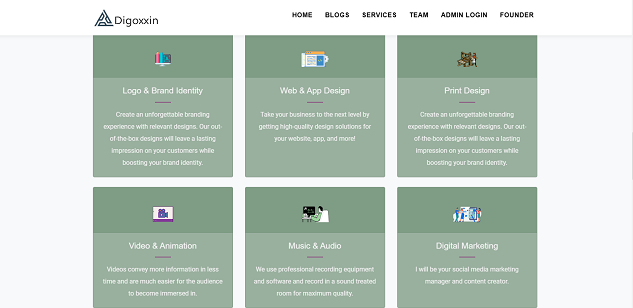 Digoxxin
HOME BLOGS SERVICES TEAM ADMIN LOGIN FOUNDER
Logo & Brand Identity
Create an unforgettable branding
experience with relevant designs. Our out-
of-the-box designs will leave a lasting
impression on your customers while
boosting your brand identity.
Web & App Design
Take your business to the next level by
getting high-quality design solutions for
your website, app, and more!
Print Design
Create an unforgettable branding
experience with relevant designs. Our out-
of-the-box designs will leave a lasting
impression on your customers while
boosting your brand identity.
Video & Animation
Videos convey more information in less
time and are much easier for the audience
to become immersed in.
Music & Audio
We use professional recording equipment
and software and record in a sound treated
room for maximum quality.
Digital Marketing
I will be your social media marketing
manager and content creator.